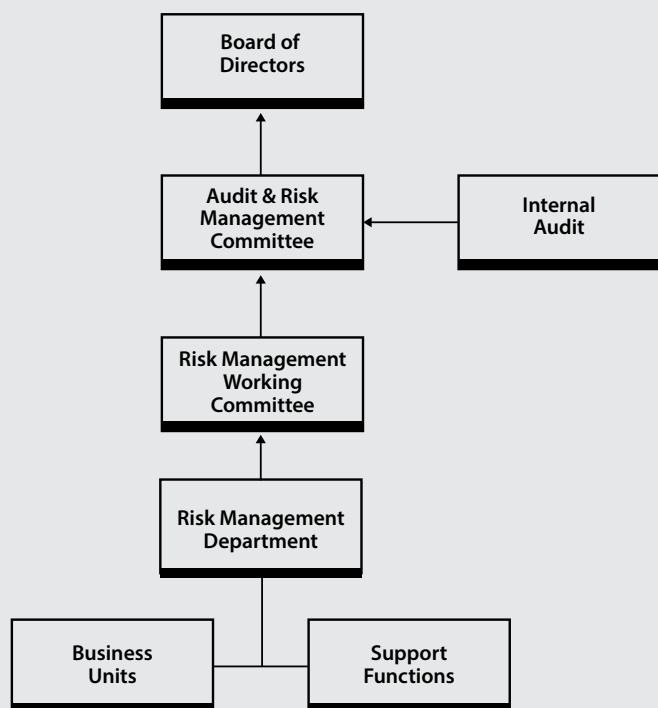 Board of
Directors
Audit & Risk
Management
Committee
Internal
Audit
Risk Management
Working
Committee
Risk Management
Department
Business
Units
Support
Functions